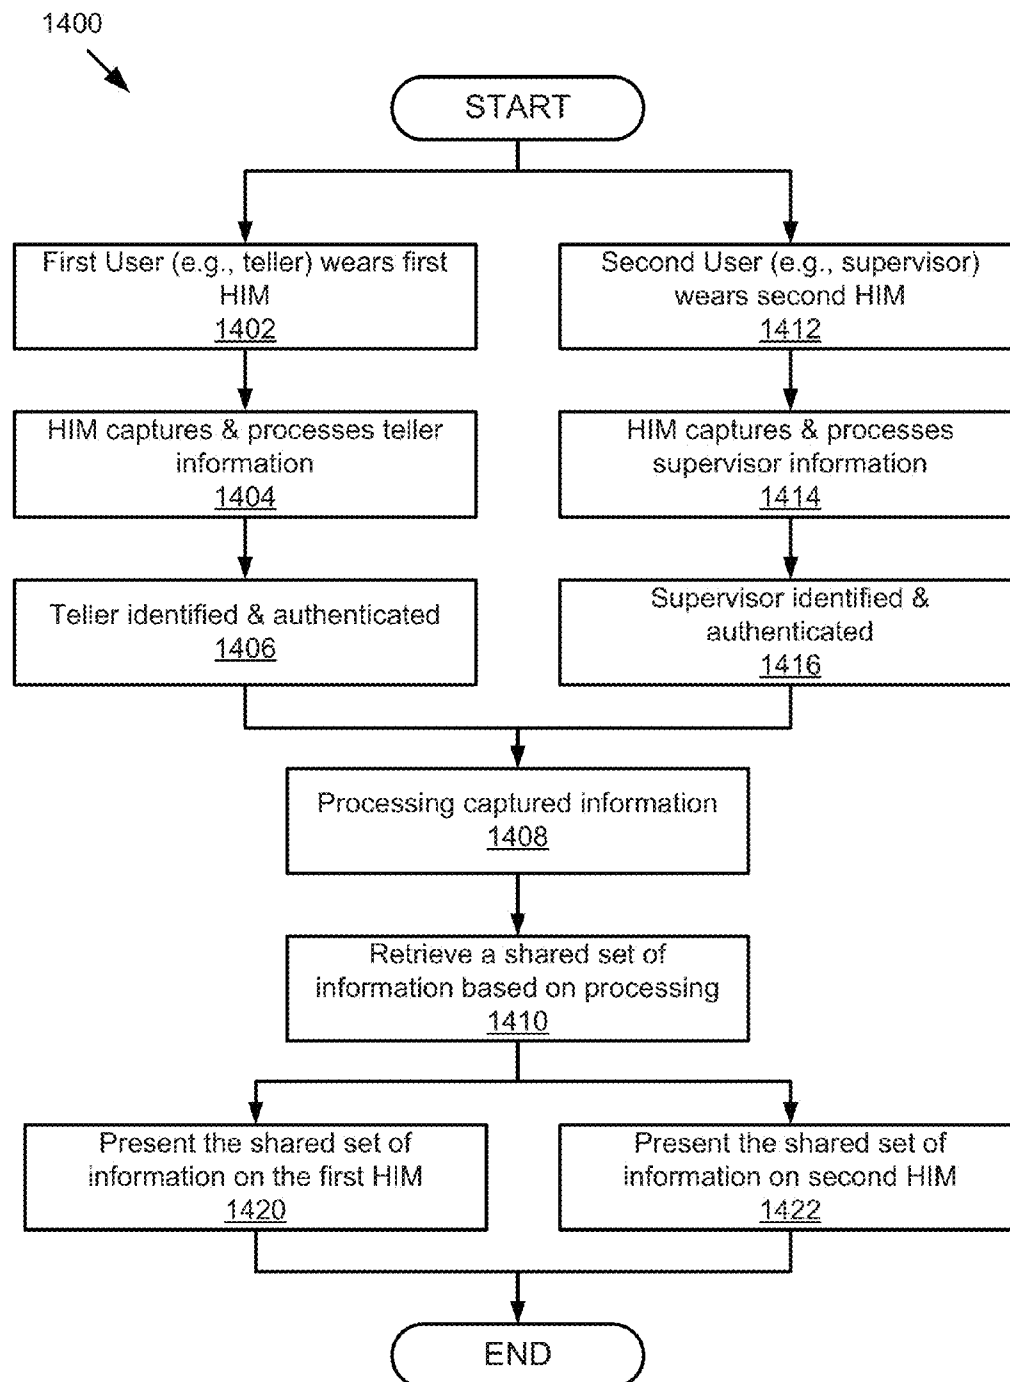 1400
START
First User (e.g., teller) wears first
HIM
1402
Second User (e.g., supervisor)
wears second HIM
1412
HIM captures & processes teller
information
1404
HIM captures & processes
supervisor information
1414
Teller identified & authenticated
1406
Supervisor identified &
authenticated
1416
Processing captured information
1408
Retrieve a shared set of
information based on processing
1410
Present the shared set of
information on the first HIM
1420
Present the shared set of
information on second HIM
1422
END